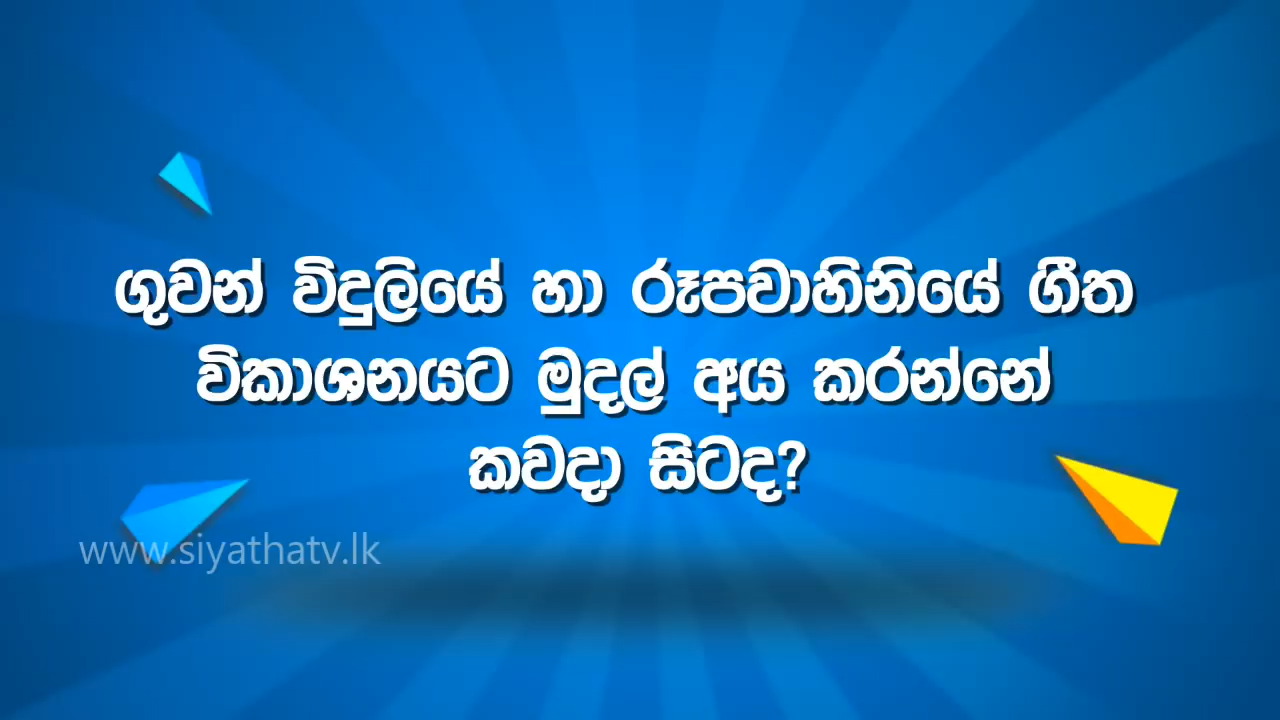 ගුවන් විදුලියේ හා රූපවාහිනියේ ගීත
විකාශනයට මුදල් අය කරන්නේ
කවදා සිටද?
www.siyathatv.lk